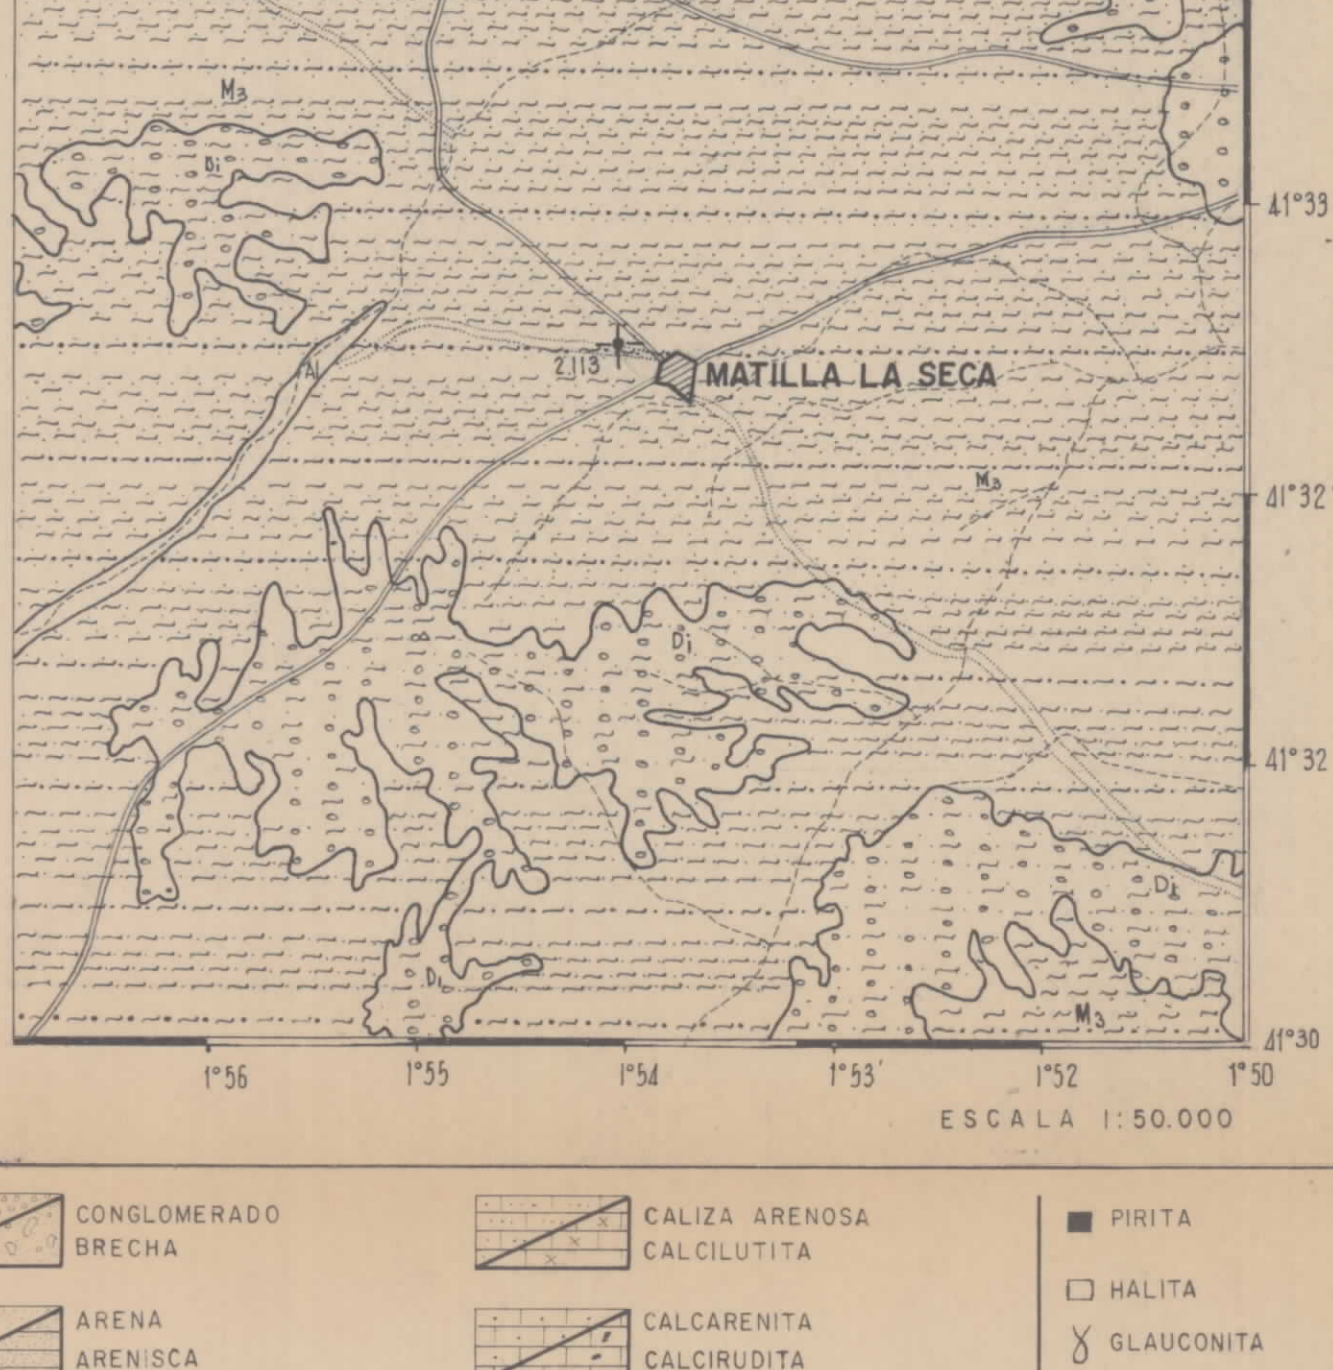 M3
Di
41°33
Al
2.113
MATILLA LA SECA
M3
41°32
Di
41°32
Di
Di
M3
41°30
1°56
1°55
1°54
1°53'
1°52
1°50
ESCALA 1:50.000
CONGLOMERADO
BRECHA
CALIZA ARENOSA
CALCILUTITA
PIRITA
HALITA
ARENA
ARENISCA
CALCARENITA
CALCIRUDITA
GLAUCONITA